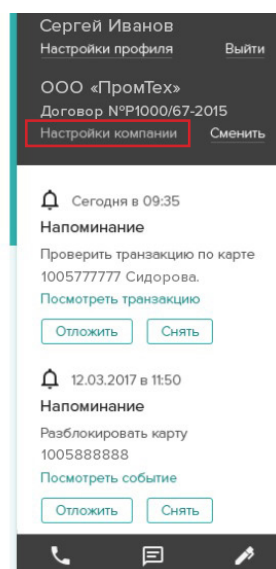 Сергей Иванов
Настройки профиля Выйти
ООО «ПромТех»
Договор №Р1000/67-2015
Настройки компании Сменить
Сегодня в 09:35
Напоминание
Проверить транзакцию по карте
1005777777 Сидорова.
Посмотреть транзакцию
Отложить Снять
12.03.2017 в 11:50
Напоминание
Разблокировать карту
1005888888
Посмотреть событие
Отложить Снять